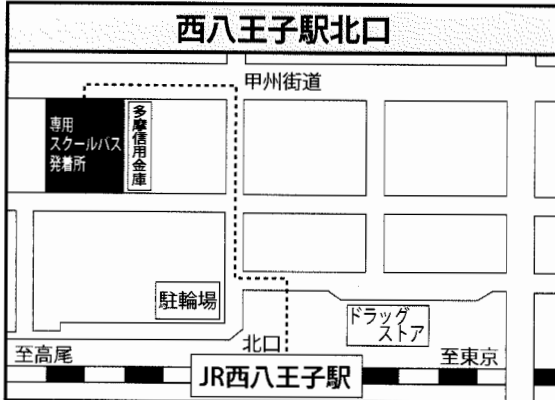 西八王子駅北口
甲州街道
専用
スクールバス
発着所
多摩信用金庫
駐輪場
ドラッグ
ストア
北口
至高尾
至東京
JR西八王子駅